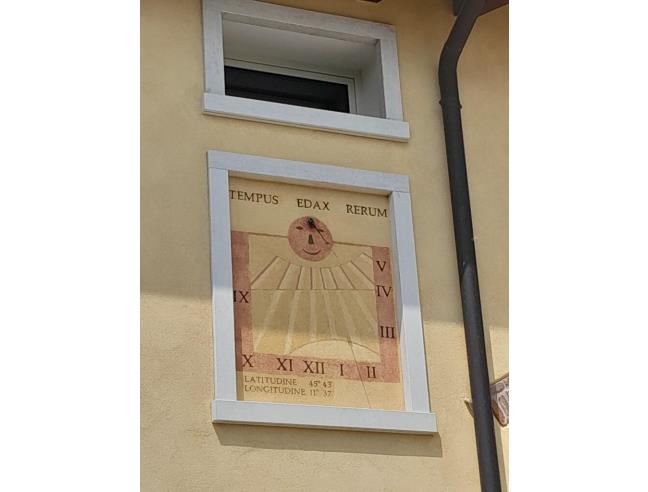 TEMPUS EDAX RERUM
V
IX
IV
III
X XI XII I II
LATITUDINE 45° 43'
LONGITUDINE 11° 37'